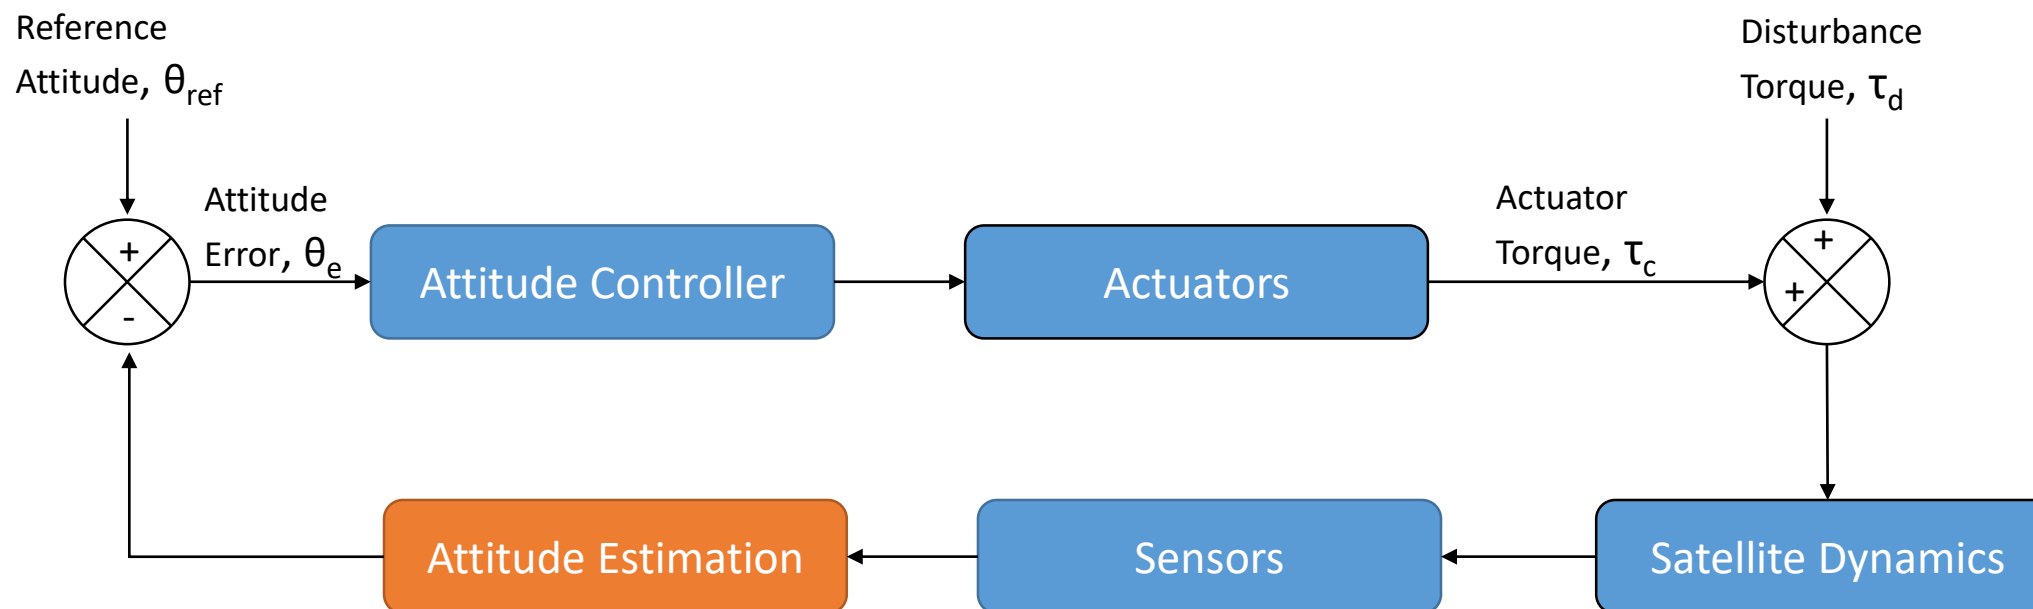 Reference
Attitude, θref
Disturbance
Torque, τd
+
-
Attitude
Error, θe
Attitude Controller
Actuators
Actuator
Torque, τc
+
+
Attitude Estimation
Sensors
Satellite Dynamics